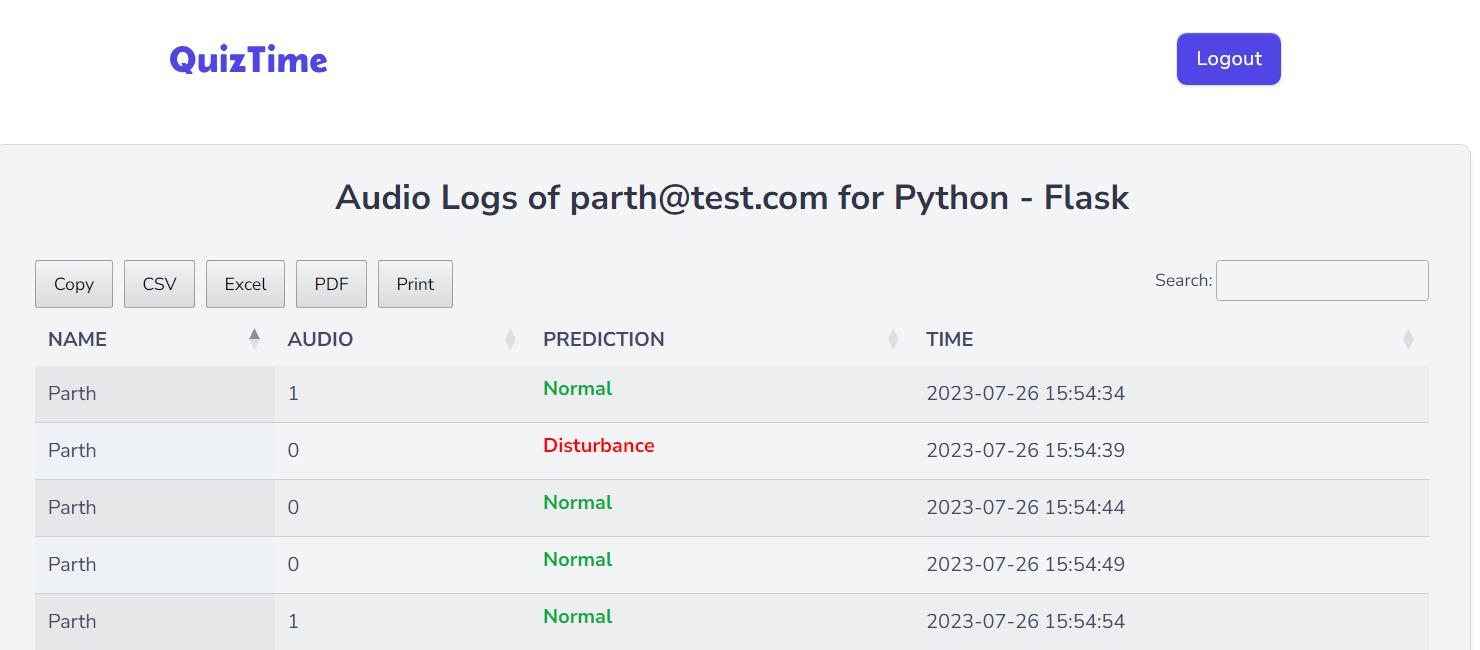 QuizTime Logout
Audio Logs of parth@test.com for Python - Flask
Copy CSV Excel PDF Print Search:
NAME AUDIO PREDICTION TIME
Parth 1 Normal 2023-07-26 15:54:34
Parth 0 Disturbance 2023-07-26 15:54:39
Parth 0 Normal 2023-07-26 15:54:44
Parth 0 Normal 2023-07-26 15:54:49
Parth 1 Normal 2023-07-26 15:54:54